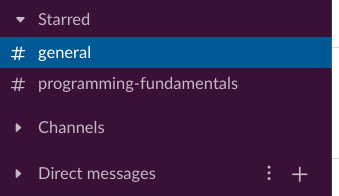 Starred
# general
# programming-fundamentals
Channels
Direct messages